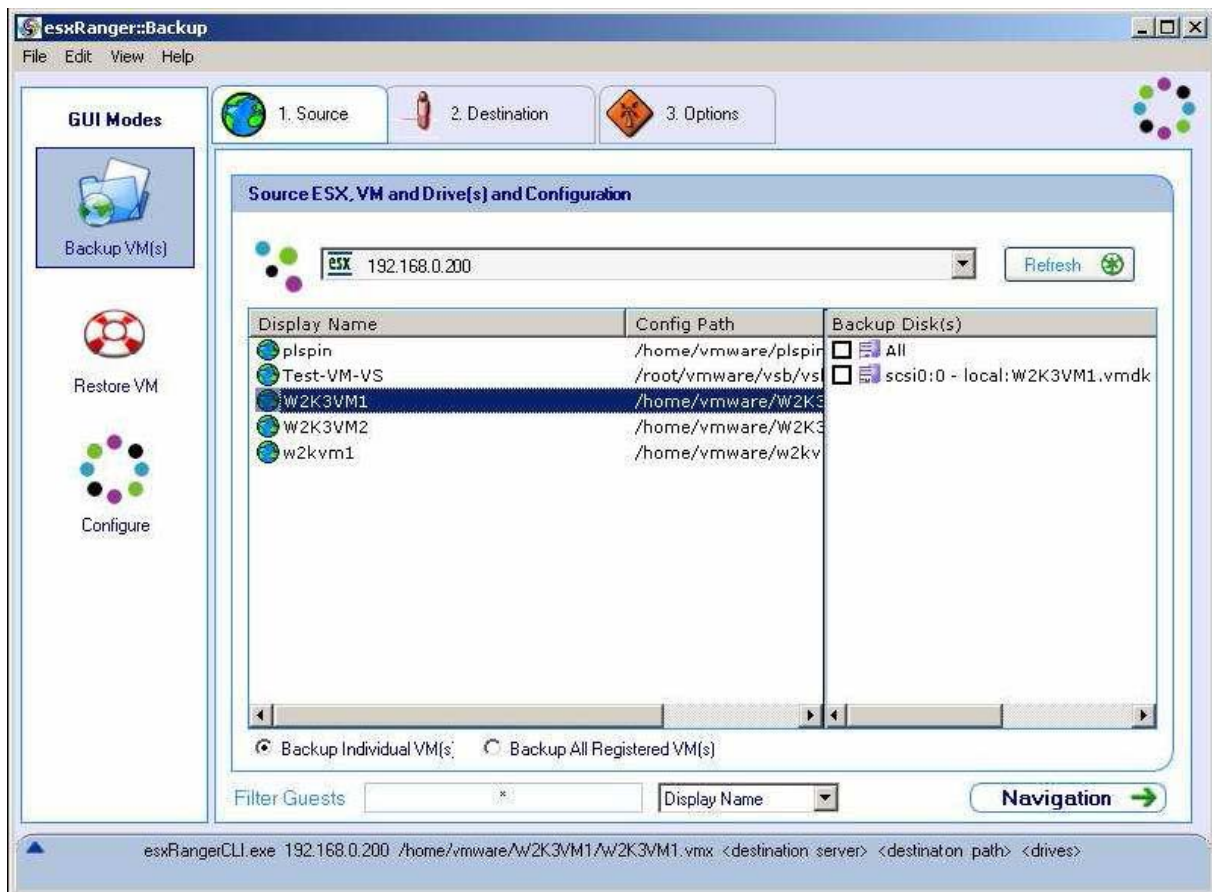 esxRanger::Backup
File Edit View Help
GUI Modes
1. Source
2. Destination
3. Options
Source ESX, VM and Drive(s) and Configuration
Backup VM(s)
esx 192.168.0.200
Refresh
Display Name Config Path Backup Disk(s)
plspin /home/vmware/plspin All
Test-VM-VS /root/vmware/vsb/vsl scsi0:0 - local:W2K3VM1.vmdk
W2K3VM1 /home/vmware/W2K3
W2K3VM2 /home/vmware/W2K3
w2kvm1 /home/vmware/w2kv
Restore VM
Configure
Backup Individual VM(s) Backup All Registered VM(s)
Filter Guests * Display Name Navigation
esxRangerCLI.exe 192.168.0.200 /home/vmware/W2K3VM1/W2K3VM1.vmx <destination server> <destinaton path> <drives>